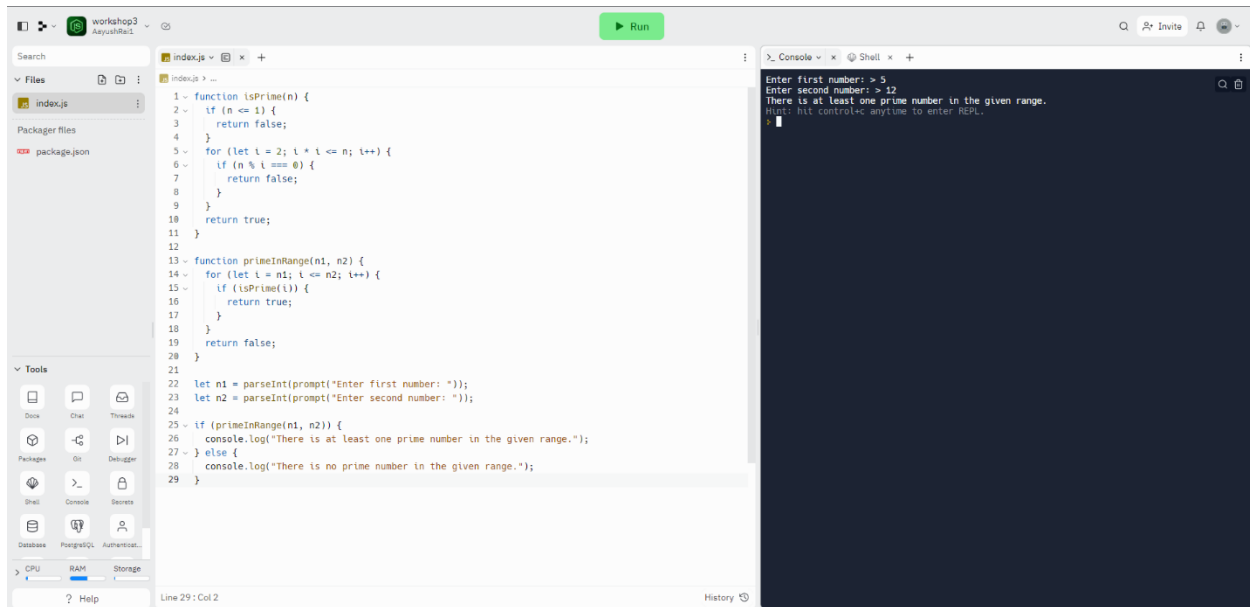 workshop3
AayushRai1
Run
Invite
Search
Files
index.js
Packager files
package.json
Tools
Docs
Chat
Threads
Packages
Git
Debugger
Shell
Console
Secrets
Database
PostgreSQL
Authenticat...
CPU
RAM
Storage
? Help
index.js
index.js > ...
1 function isPrime(n) {
2 if (n <= 1) {
3 return false;
4 }
5 for (let i = 2; i * i <= n; i++) {
6 if (n % i === 0) {
7 return false;
8 }
9 }
10 return true;
11 }
12
13 function primeInRange(n1, n2) {
14 for (let i = n1; i <= n2; i++) {
15 if (isPrime(i)) {
16 return true;
17 }
18 }
19 return false;
20 }
21
22 let n1 = parseInt(prompt("Enter first number: "));
23 let n2 = parseInt(prompt("Enter second number: "));
24
25 if (primeInRange(n1, n2)) {
26 console.log("There is at least one prime number in the given range.");
27 } else {
28 console.log("There is no prime number in the given range.");
29 }
Line 29 : Col 2
History
Console
Shell
Enter first number: > 5
Enter second number: > 12
There is at least one prime number in the given range.
Hint: hit control+c anytime to enter REPL.
>